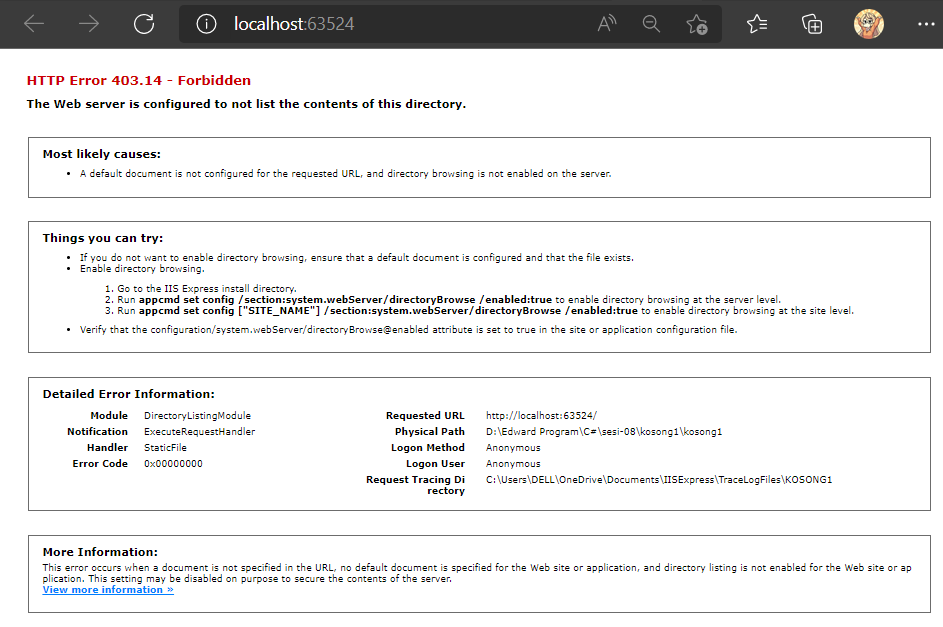 localhost:63524
HTTP Error 403.14 - Forbidden
The Web server is configured to not list the contents of this directory.
Most likely causes:
• A default document is not configured for the requested URL, and directory browsing is not enabled on the server.
Things you can try:
• If you do not want to enable directory browsing, ensure that a default document is configured and that the file exists.
• Enable directory browsing.
1. Go to the IIS Express install directory.
2. Run appcmd set config /section:system.webServer/directoryBrowse /enabled:true to enable directory browsing at the server level.
3. Run appcmd set config ["SITE_NAME"] /section:system.webServer/directoryBrowse /enabled:true to enable directory browsing at the site level.
• Verify that the configuration/system.webServer/directoryBrowse@enabled attribute is set to true in the site or application configuration file.
Detailed Error Information:
Module DirectoryListingModule
Notification ExecuteRequestHandler
Handler StaticFile
Error Code 0x00000000
Requested URL http://localhost:63524/
Physical Path D:\Edward Program\C#\sesi-08\kosong1\kosong1
Logon Method Anonymous
Logon User Anonymous
Request Tracing Di C:\Users\DELL\OneDrive\Documents\IISExpress\TraceLogFiles\KOSONG1
rectory
More Information:
This error occurs when a document is not specified in the URL, no default document is specified for the Web site or application, and directory listing is not enabled for the Web site or ap
plication. This setting may be disabled on purpose to secure the contents of the server.
View more information »